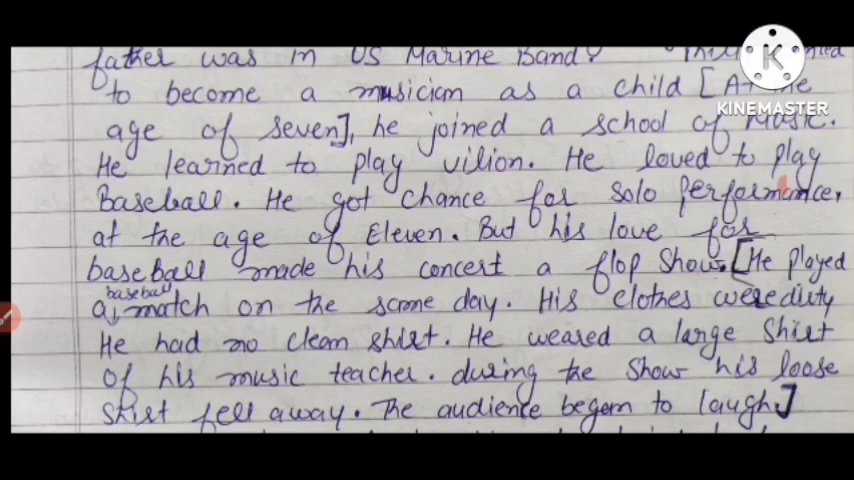 father was in US Marine Band?
to become a musician as a child [At the
age of seven], he joined a school of Music.
He learned to play vilion. He loved to play
Baseball. He got chance for solo performance,
at the age of Eleven. But his love for
baseball made his concert a flop show. [He played
a baseball match on the same day. His clothes were dirty
He had no clean shirt. He weared a large Shirt
of his music teacher. during the show his loose
Shirt fell away. The audience began to laugh.]
KINEMASTER